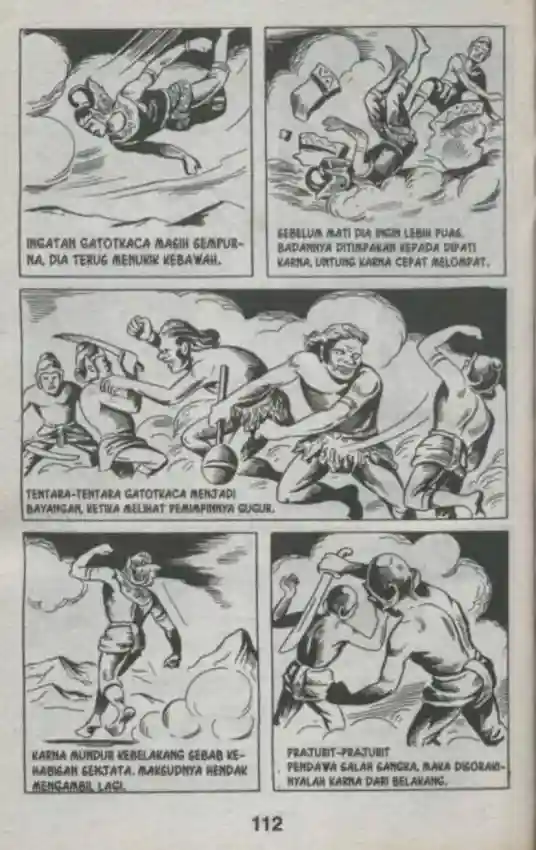 INGATAN GATOTKACA MASIH SEMPUR-
NA, DIA TERUS MENUKIK KEBAWAH.
SEBELUM MATI DIA INGIN LEBIH PUAS.
BADANNYA DITIMPAKAN KEPADA DIPATI
KARNA, UNTUNG KARNA CEPAT MELOMPAT.
TENTARA-TENTARA GATOTKACA MENJADI
BAYANGAN, KETIKA MELIHAT PEMIMPINNYA GUGUR.
KARNA MUNDUR KEBELAKANG SEBAB KE-
HABISAN SENJATA. MAKSUDNYA HENDAK
MENGAMBIL LAGI.
PRAJURIT-PRAJURIT
PENDAWA SALAH SANGKA, MAKA DISORAKI-
NYALAH KARNA DARI BELAKANG.
112